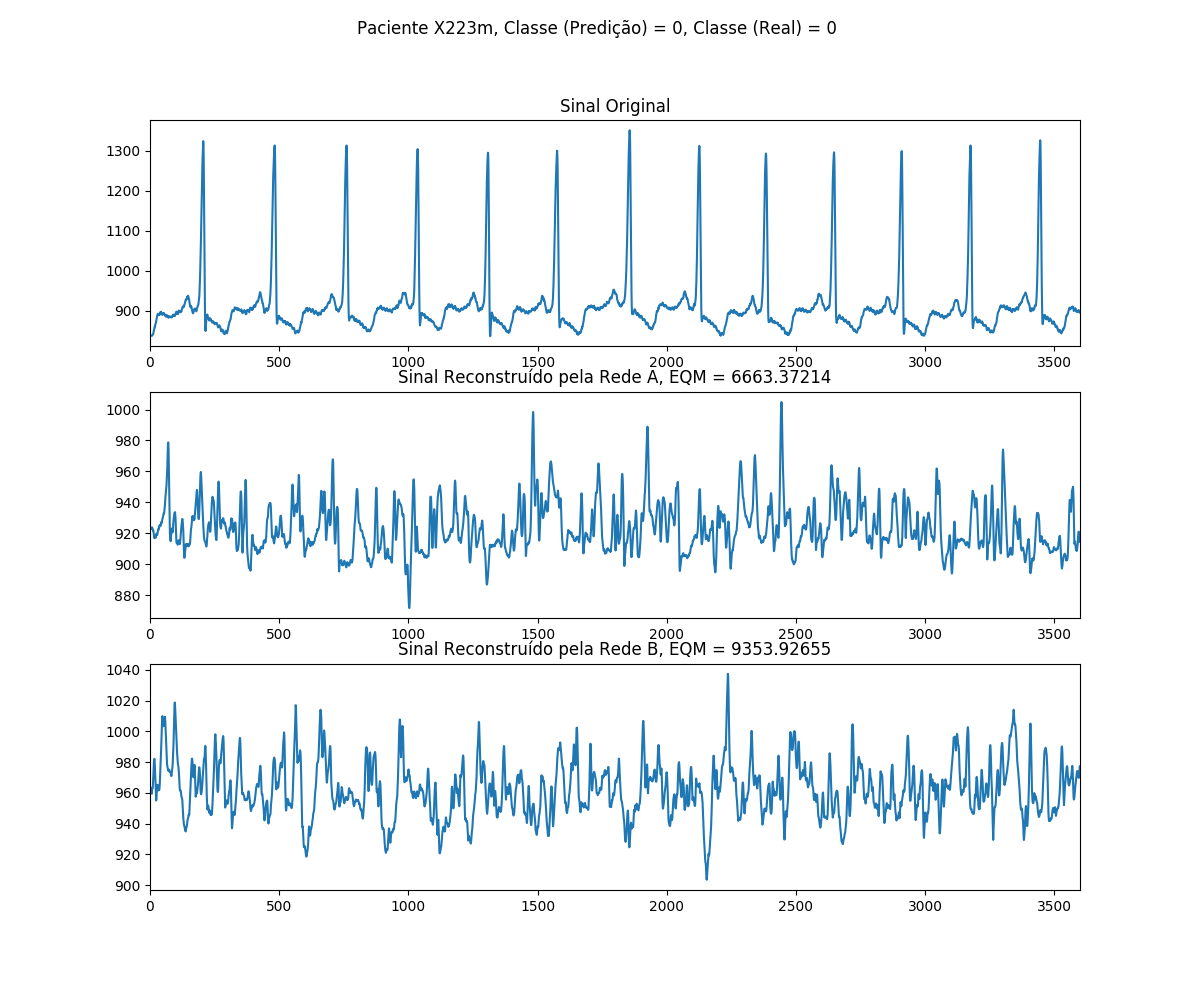 Paciente X223m, Classe (Predição) = 0, Classe (Real) = 0
Sinal Original
1300
1200
1100
1000
900
0 500 1000 1500 2000 2500 3000 3500
Sinal Reconstruído pela Rede A, EQM = 6663.37214
1000
980
960
940
920
900
880
0 500 1000 1500 2000 2500 3000 3500
Sinal Reconstruído pela Rede B, EQM = 9353.92655
1040
1020
1000
980
960
940
920
900
0 500 1000 1500 2000 2500 3000 3500